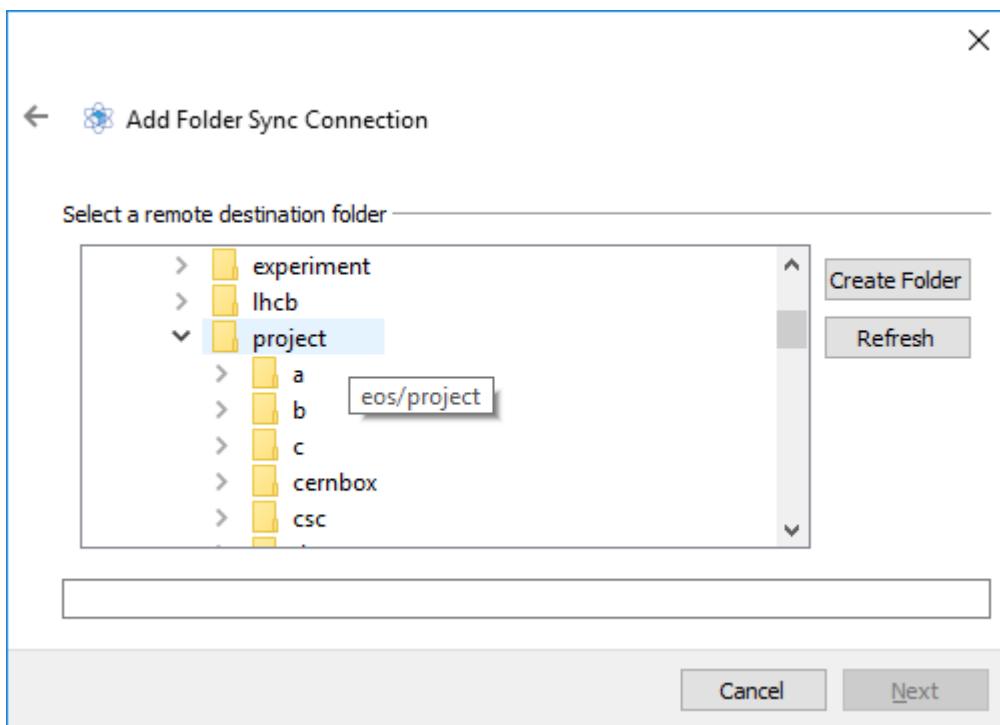 Add Folder Sync Connection
Select a remote destination folder
experiment
lhcb
project
a
eos/project
b
c
cernbox
csc
Create Folder
Refresh
Cancel
Next